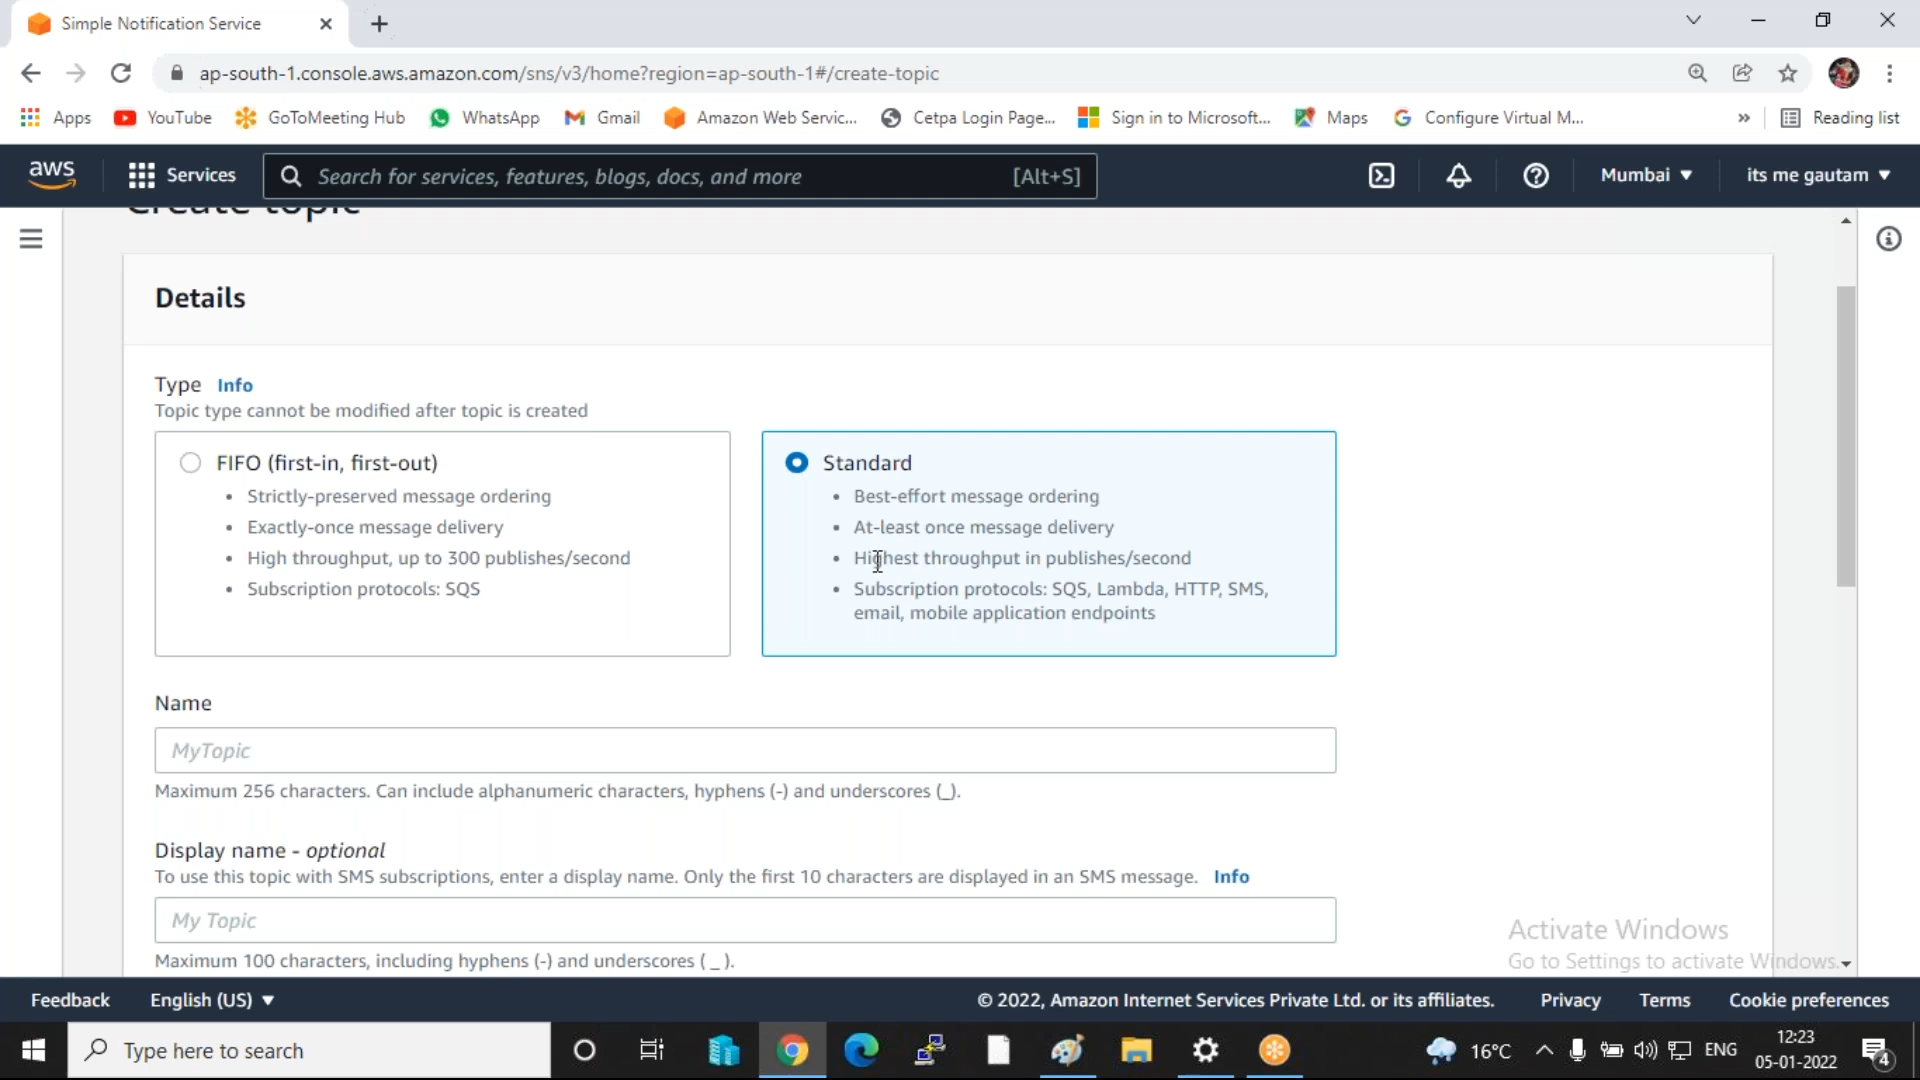 Simple Notification Service
ap-south-1.console.aws.amazon.com/sns/v3/home?region=ap-south-1#/create-topic
Apps YouTube GoToMeeting Hub WhatsApp Gmail Amazon Web Servic... Cetpa Login Page... Sign in to Microsoft... Maps Configure Virtual M... » Reading list
aws Services Search for services, features, blogs, docs, and more [Alt+S] Mumbai its me gautam
Create topic
Details
Type Info
Topic type cannot be modified after topic is created
FIFO (first-in, first-out)
• Strictly-preserved message ordering
• Exactly-once message delivery
• High throughput, up to 300 publishes/second
• Subscription protocols: SQS
Standard
• Best-effort message ordering
• At-least once message delivery
• Highest throughput in publishes/second
• Subscription protocols: SQS, Lambda, HTTP, SMS,
email, mobile application endpoints
Name
MyTopic
Maximum 256 characters. Can include alphanumeric characters, hyphens (-) and underscores (_).
Display name - optional
To use this topic with SMS subscriptions, enter a display name. Only the first 10 characters are displayed in an SMS message. Info
My Topic
Maximum 100 characters, including hyphens (-) and underscores ( _ ).
Activate Windows
Go to Settings to activate Windows.
Feedback English (US) © 2022, Amazon Internet Services Private Ltd. or its affiliates. Privacy Terms Cookie preferences
Type here to search 16°C ENG 12:23
05-01-2022 4